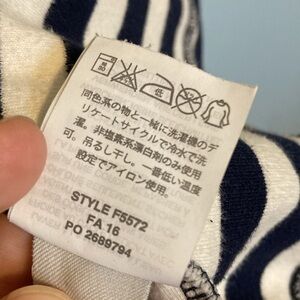 低
同色系の物と一緒に洗濯機のデ
リケートサイクルで冷水で洗
可。非塩素系漂白剤のみ使用
可。吊るし干し。一番低い温度
設定でアイロン使用。
STYLE F5572
FA 16
PO 2689794